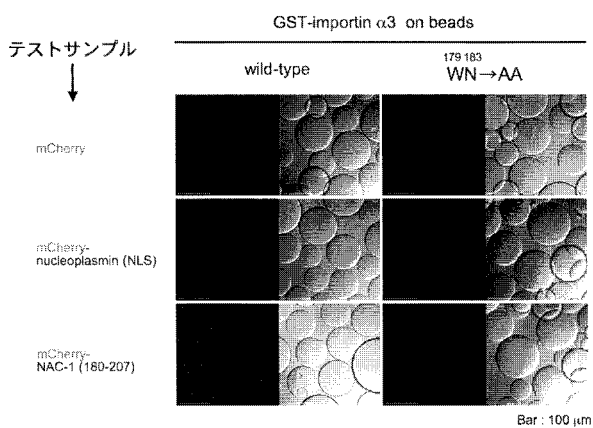 GST-importin α3 on beads
テストサンプル
wild-type
179 183
WN→AA
mCherry
mCherry-
nucleoplasmin (NLS)
mCherry-
NAC-1 (180-207)
Bar : 100 μm